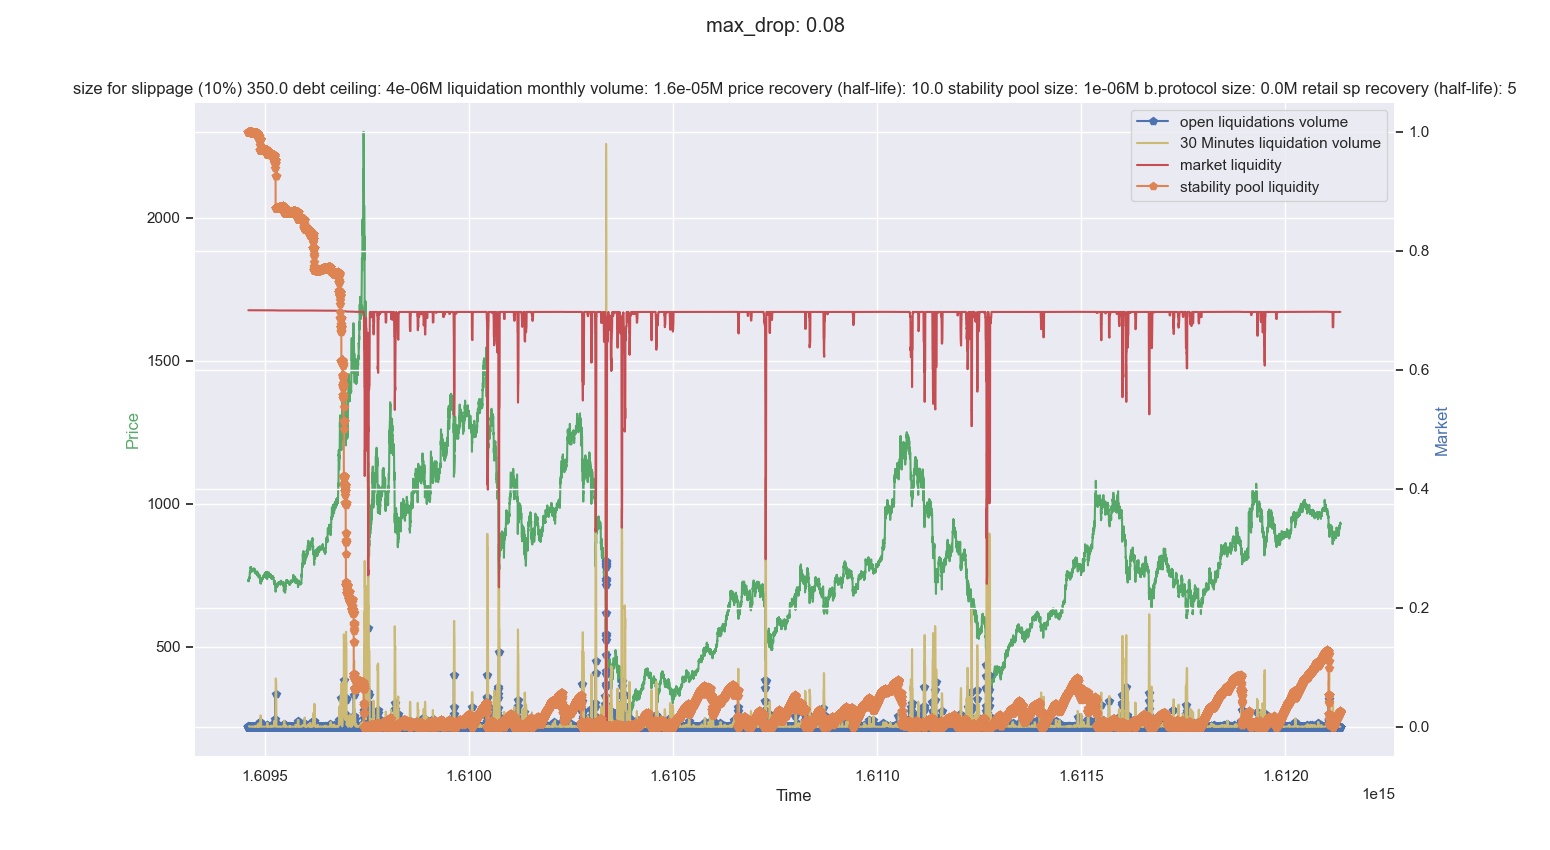 max_drop: 0.08
size for slippage (10%) 350.0 debt ceiling: 4e-06M liquidation monthly volume: 1.6e-05M price recovery (half-life): 10.0 stability pool size: 1e-06M b.protocol size: 0.0M retail sp recovery (half-life): 5
open liquidations volume
30 Minutes liquidation volume
market liquidity
stability pool liquidity
2000
1500
1000
500
Price
1.0
0.8
0.6
0.4
0.2
0.0
Market
1.6095 1.6100 1.6105 1.6110 1.6115 1.6120
Time
1e15